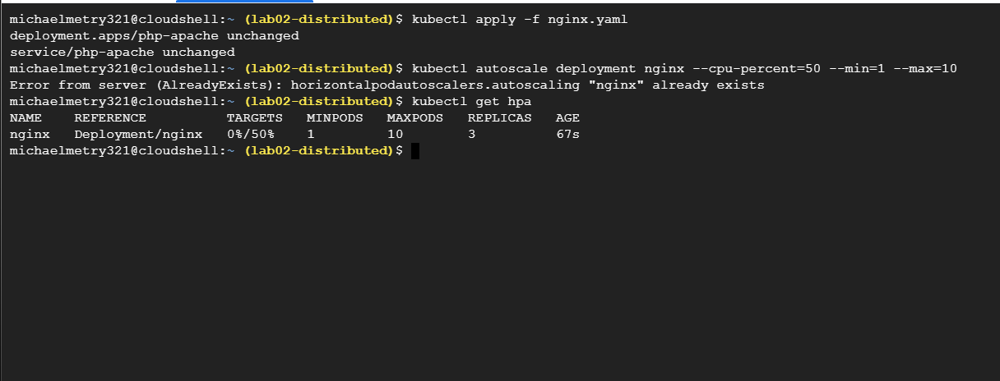 michaelmetry321@cloudshell:~ (lab02-distributed)$ kubectl apply -f nginx.yaml
deployment.apps/php-apache unchanged
service/php-apache unchanged
michaelmetry321@cloudshell:~ (lab02-distributed)$ kubectl autoscale deployment nginx --cpu-percent=50 --min=1 --max=10
Error from server (AlreadyExists): horizontalpodautoscalers.autoscaling "nginx" already exists
michaelmetry321@cloudshell:~ (lab02-distributed)$ kubectl get hpa
NAME    REFERENCE          TARGETS   MINPODS   MAXPODS   REPLICAS   AGE
nginx   Deployment/nginx   0%/50%    1         10        3          67s
michaelmetry321@cloudshell:~ (lab02-distributed)$